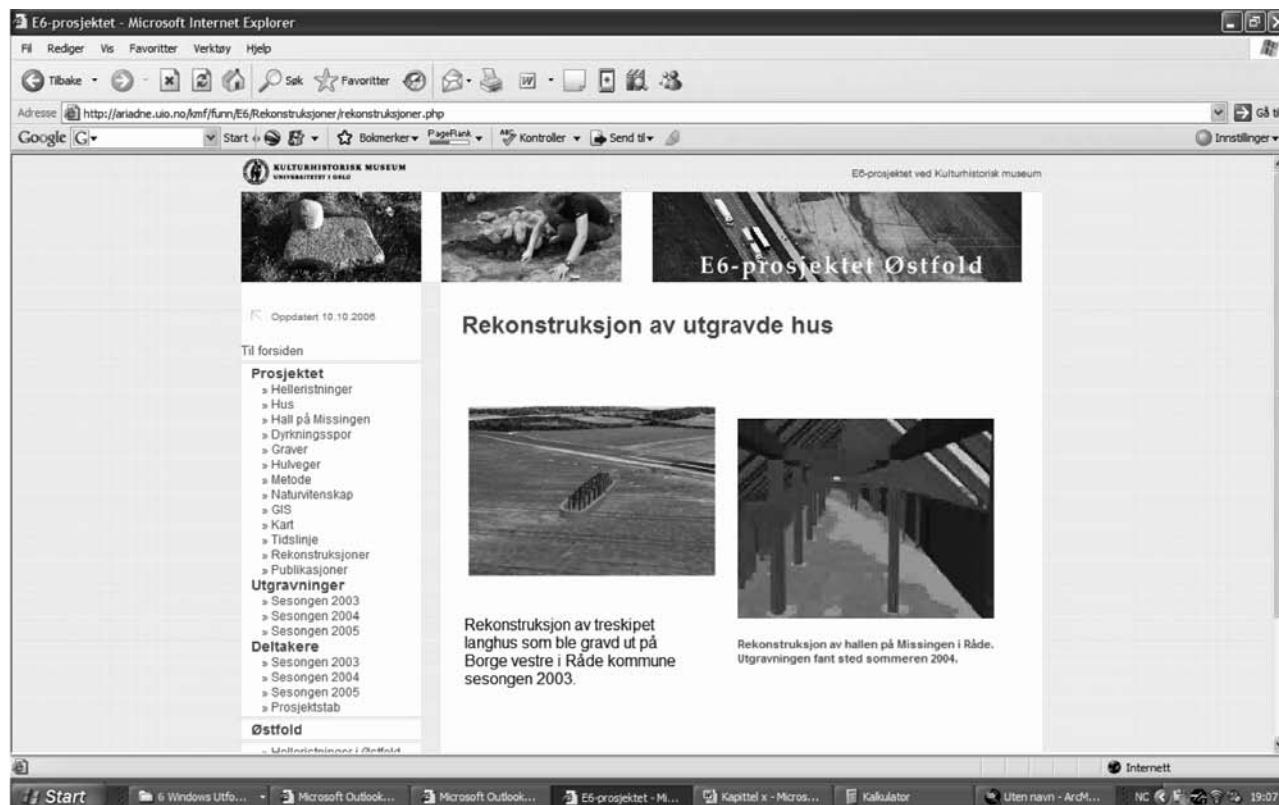 E6-prosjektet - Microsoft Internet Explorer
Fil Rediger Vis Favoritter Verktøy Hjelp
Tilbake Søk Favoritter
Adresse http://ariadne.uio.no/kmf/funn/E6/Rekonstruksjoner/rekonstruksjoner.php Gå til
Google G Start Bokmerker PageRank Kontroller Send til Innstillinger
KULTURHISTORISK MUSEUM
UNIVERSITETET I OSLO
E6-prosjektet ved Kulturhistorisk museum
E6-prosjektet Østfold
Oppdatert 10.10.2006
Til forsiden
Prosjektet
» Helleristninger
» Hus
» Hall på Missingen
» Dyrkningsspor
» Graver
» Hulveger
» Metode
» Naturvitenskap
» GIS
» Kart
» Tidslinje
» Rekonstruksjoner
» Publikasjoner
Utgravninger
» Sesongen 2003
» Sesongen 2004
» Sesongen 2005
Deltakere
» Sesongen 2003
» Sesongen 2004
» Sesongen 2005
» Prosjektstab
Østfold
» Helleristninger i Østfold
Rekonstruksjon av utgravde hus
Rekonstruksjon av treskipet
langhus som ble gravd ut på
Borge vestre i Råde kommune
sesongen 2003.
Rekonstruksjon av hallen på Missingen i Råde.
Utgravningen fant sted sommeren 2004.
Internett
Start 6 Windows Utfo... Microsoft Outlook... Microsoft Outlook... E6-prosjektet - Mi... Kapittel x - Micros... Kalkulator Uten navn - ArcM... NC 19:07